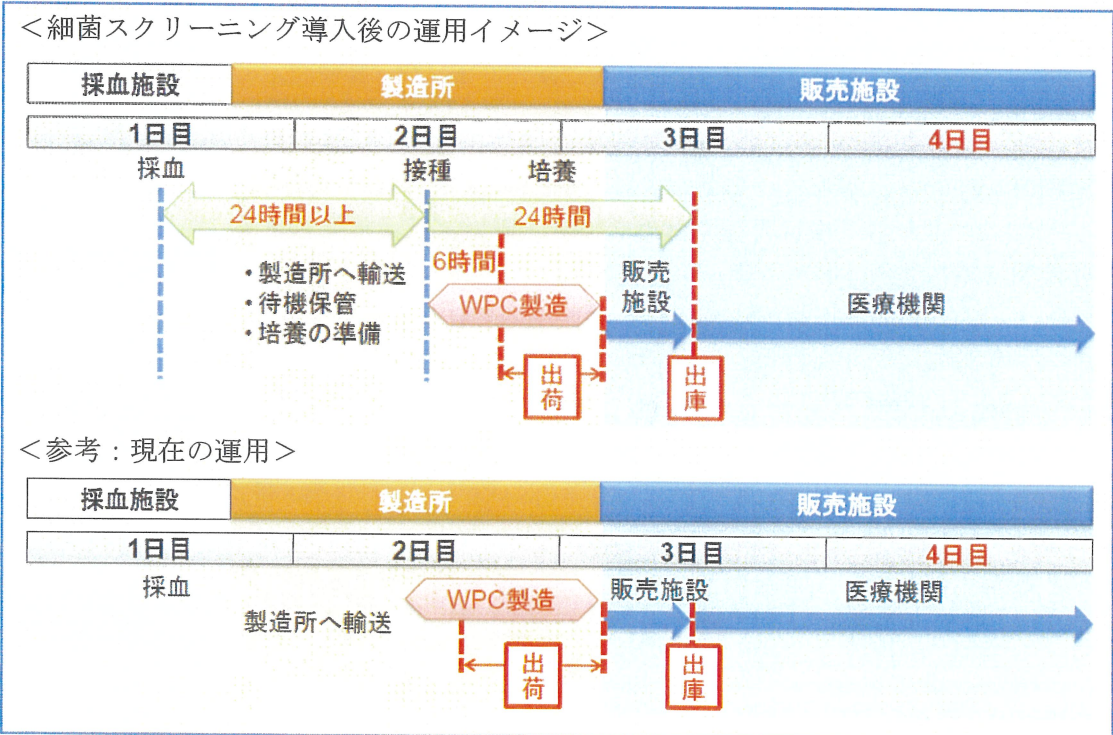 ＜細菌スクリーニング導入後の運用イメージ＞
採血施設 製造所 販売施設
1日目 2日目 3日目 4日目
採血 接種 培養
24時間以上 24時間
・製造所へ輸送
・待機保管
・培養の準備
6時間
WPC製造
販売
施設
医療機関
出荷
出庫
＜参考：現在の運用＞
採血施設 製造所 販売施設
1日目 2日目 3日目 4日目
採血
製造所へ輸送
WPC製造
販売施設
医療機関
出荷
出庫